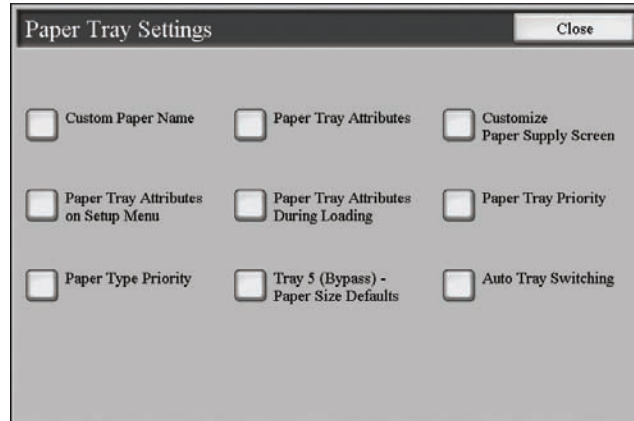 Paper Tray Settings
Close
Custom Paper Name
Paper Tray Attributes
Customize
Paper Supply Screen
Paper Tray Attributes
on Setup Menu
Paper Tray Attributes
During Loading
Paper Tray Priority
Paper Type Priority
Tray 5 (Bypass) -
Paper Size Defaults
Auto Tray Switching